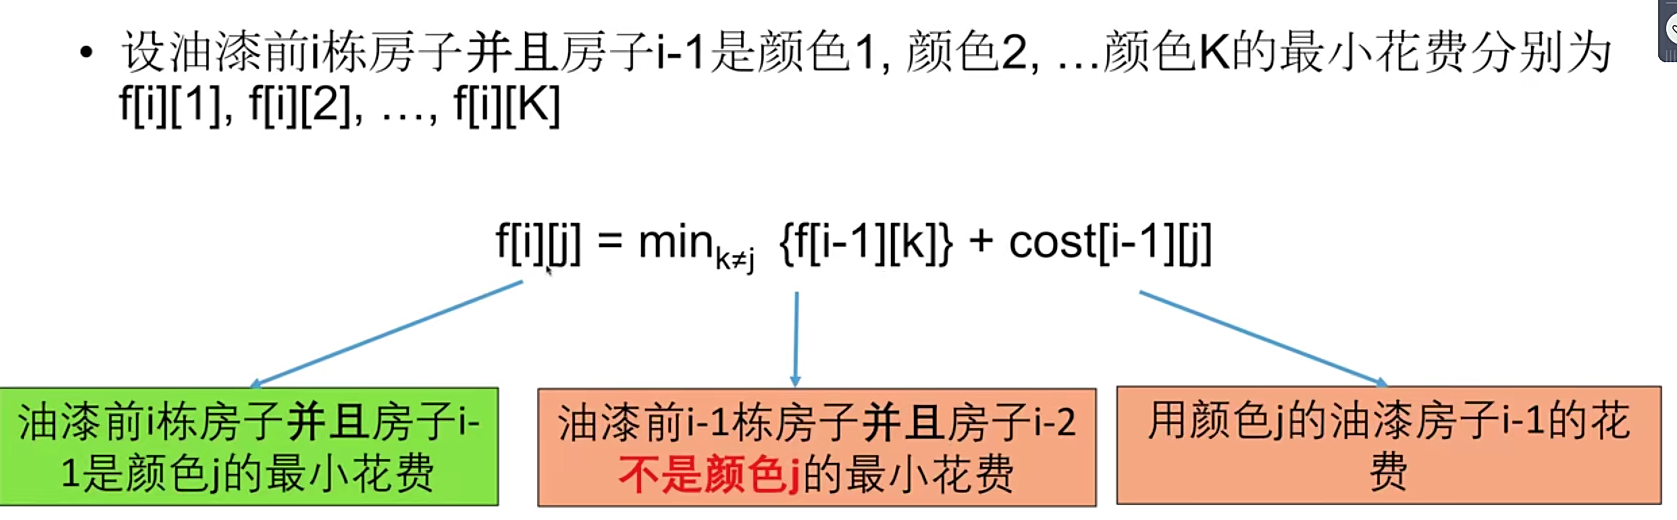 • 设油漆前i栋房子并且房子i-1是颜色1, 颜色2, …颜色K的最小花费分别为
f[i][1], f[i][2], …, f[i][K]
f[i][j] = min_{k≠j} {f[i-1][k]} + cost[i-1][j]
油漆前i栋房子并且房子i-
1是颜色j的最小花费
油漆前i-1栋房子并且房子i-2
不是颜色j的最小花费
用颜色j的油漆房子i-1的花
费